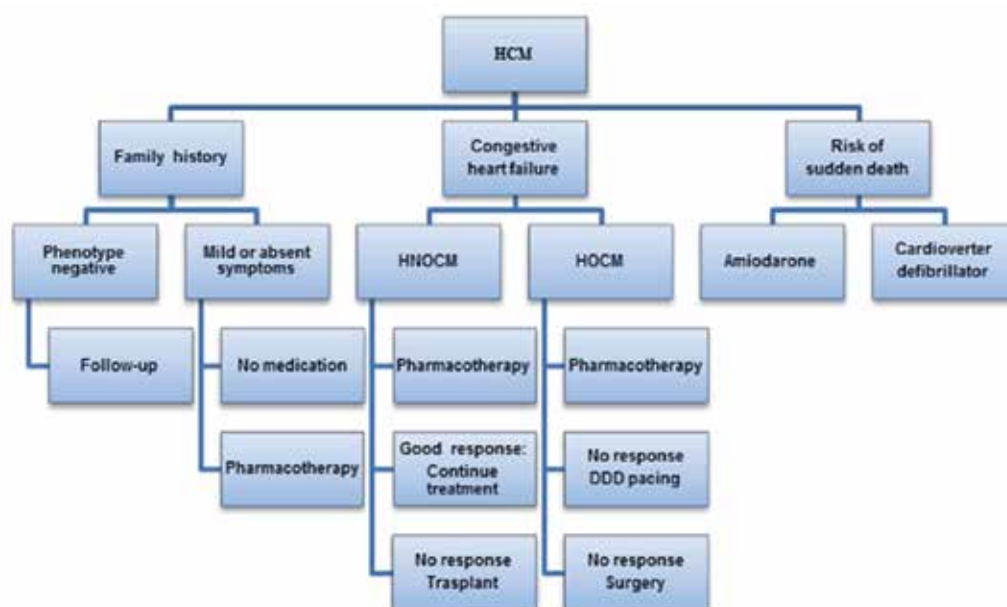 HCM
Family history
Congestive
heart failure
Risk of
sudden death
Phenotype
negative
Mild or absent
symptoms
HNOCM
HOCM
Amiodarone
Cardioverter
defibrillator
Follow-up
No medication
Pharmacotherapy
Pharmacotherapy
Pharmacotherapy
Good response:
Continue
treatment
No response
DDD pacing
No response
Trasplant
No response
Surgery